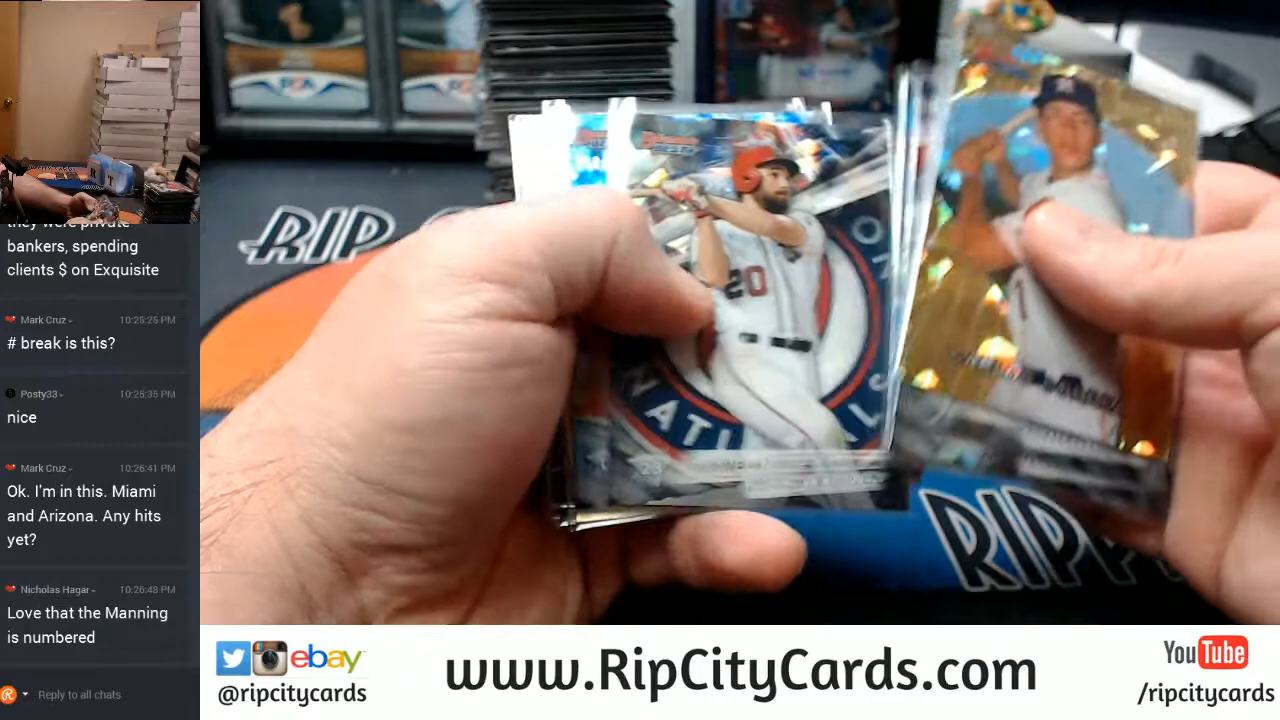 they were private
bankers, spending
clients $ on Exquisite
Mark Cruz 10:25:25 PM
# break is this?
Posty33 10:25:35 PM
nice
Mark Cruz 10:26:41 PM
Ok. I'm in this. Miami
and Arizona. Any hits
yet?
Nicholas Hagar 10:26:48 PM
Love that the Manning
is numbered
Reply to all chats
RIP
20
NATI
RIP
ebay
@ripcitycards
www.RipCityCards.com
YouTube
/ripcitycards